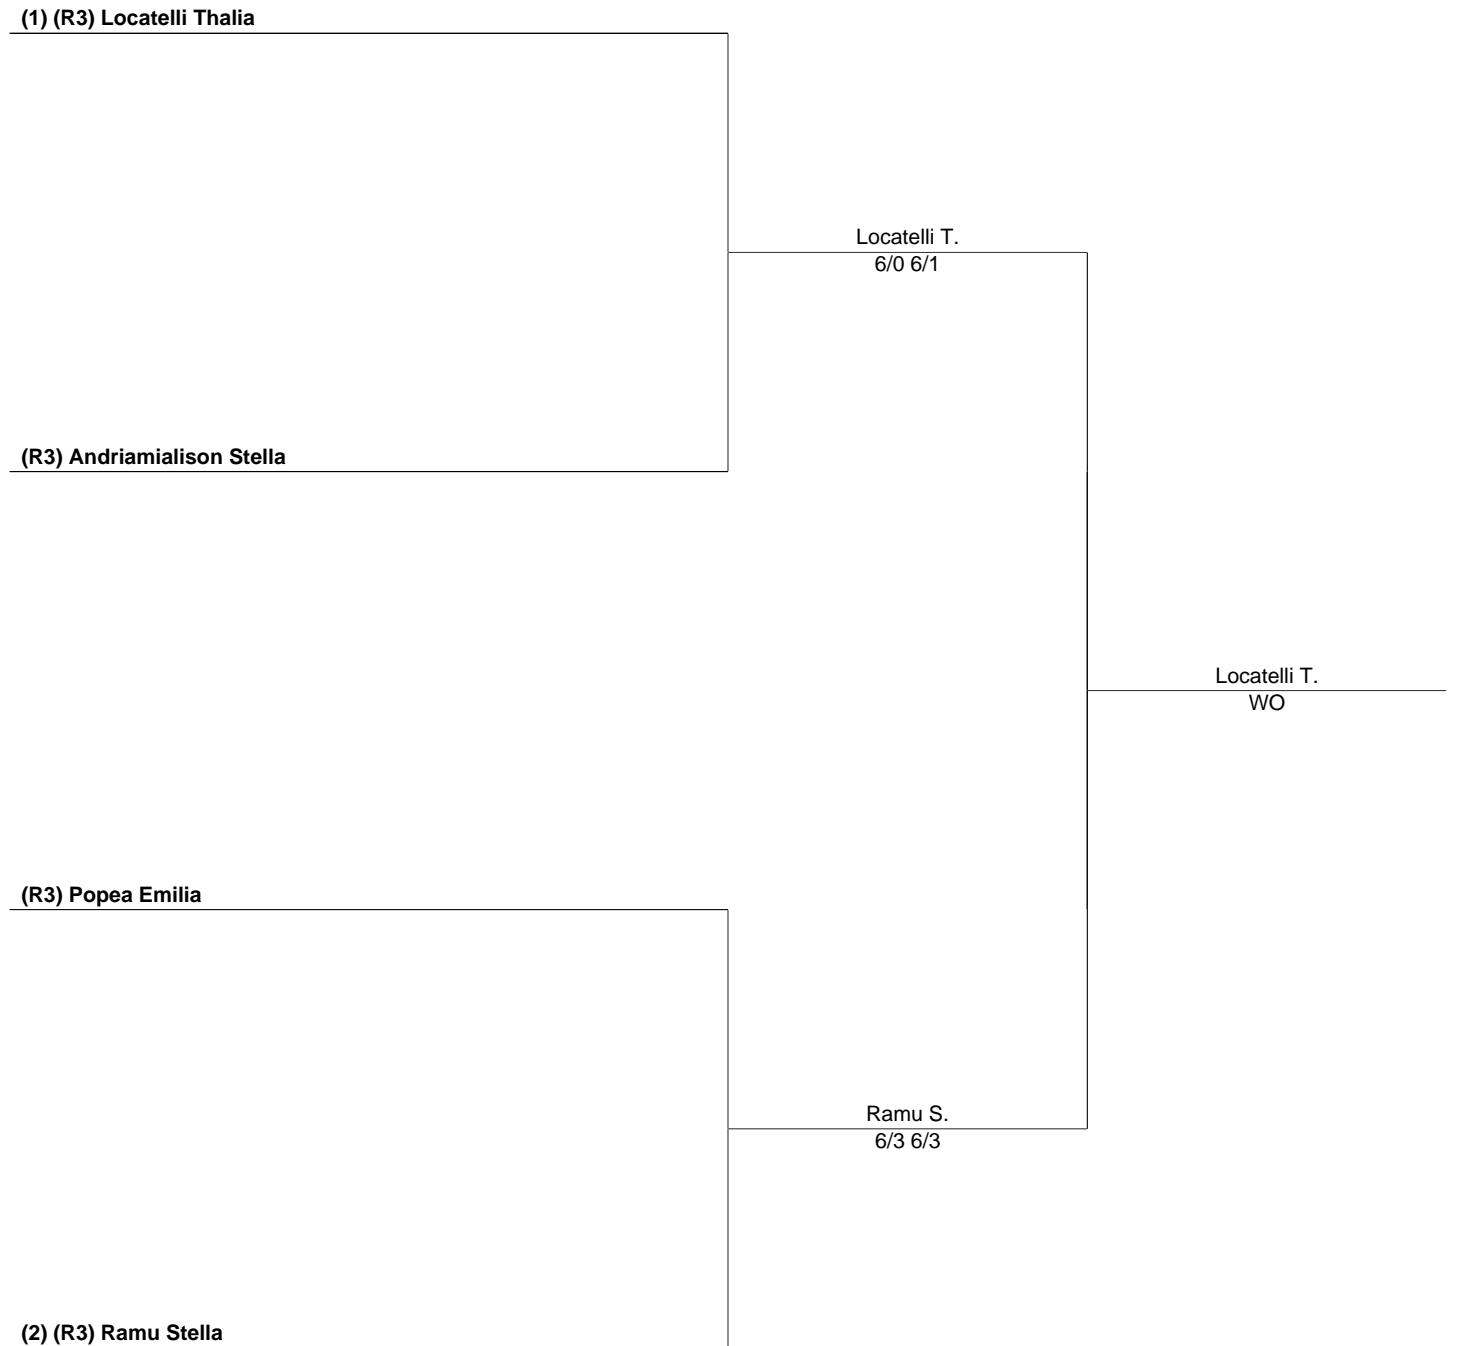 (1) (R3) Locatelli Thalia
Locatelli T.
6/0 6/1
(R3) Andriamialison Stella
Locatelli T.
WO
(R3) Popea Emilia
Ramu S.
6/3 6/3
(2) (R3) Ramu Stella